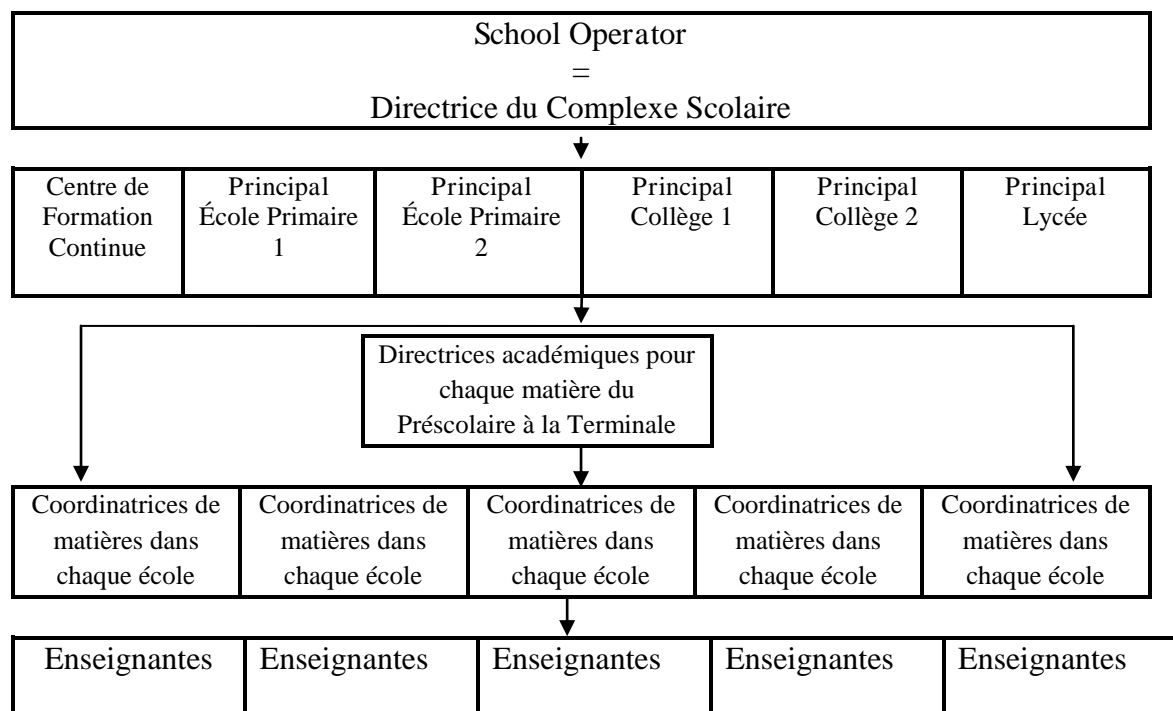 School Operator
=
Directrice du Complexe Scolaire
Centre de
Formation
Continue
Principal
École Primaire
1
Principal
École Primaire
2
Principal
Collège 1
Principal
Collège 2
Principal
Lycée
Directrices académiques pour
chaque matière du
Préscolaire à la Terminale
Coordinatrices de
matières dans
chaque école
Coordinatrices de
matières dans
chaque école
Coordinatrices de
matières dans
chaque école
Coordinatrices de
matières dans
chaque école
Coordinatrices de
matières dans
chaque école
Enseignantes
Enseignantes
Enseignantes
Enseignantes
Enseignantes